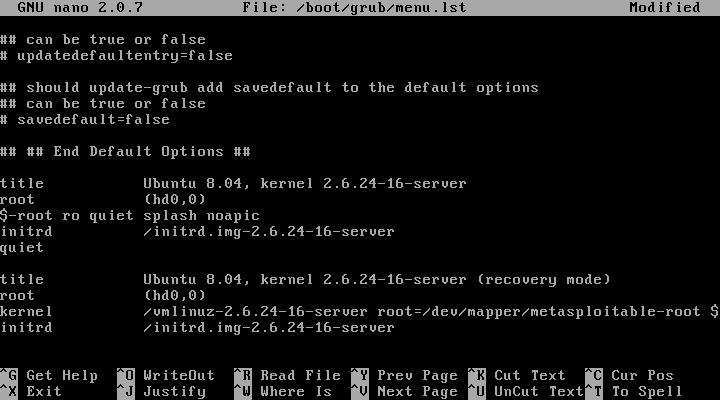 GNU nano 2.0.7 File: /boot/grub/menu.lst Modified
## can be true or false
# updatedefaultentry=false
## should update-grub add savedefault to the default options
## can be true or false
# savedefault=false
## ## End Default Options ##
title Ubuntu 8.04, kernel 2.6.24-16-server
root (hd0,0)
$-root ro quiet splash noapic
initrd /initrd.img-2.6.24-16-server
quiet
title Ubuntu 8.04, kernel 2.6.24-16-server (recovery mode)
root (hd0,0)
kernel /vmlinuz-2.6.24-16-server root=/dev/mapper/metasploitable-root $
initrd /initrd.img-2.6.24-16-server
^G Get Help ^O WriteOut ^R Read File ^Y Prev Page ^K Cut Text ^C Cur Pos
^X Exit ^J Justify ^W Where Is ^V Next Page ^U UnCut Text ^T To Spell